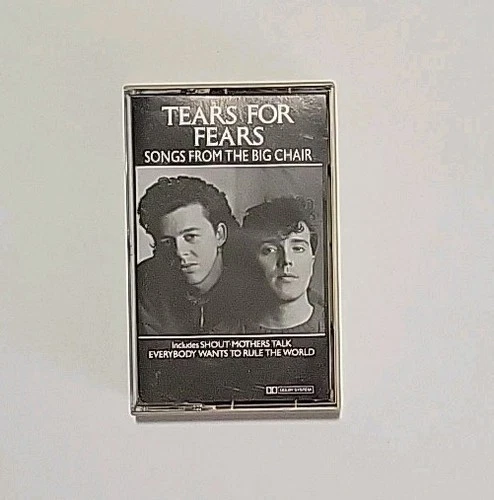 TEARS FOR
FEARS
SONGS FROM THE BIG CHAIR
Includes SHOUT·MOTHERS TALK
EVERYBODY WANTS TO RULE THE WORLD
DOLBY SYSTEM